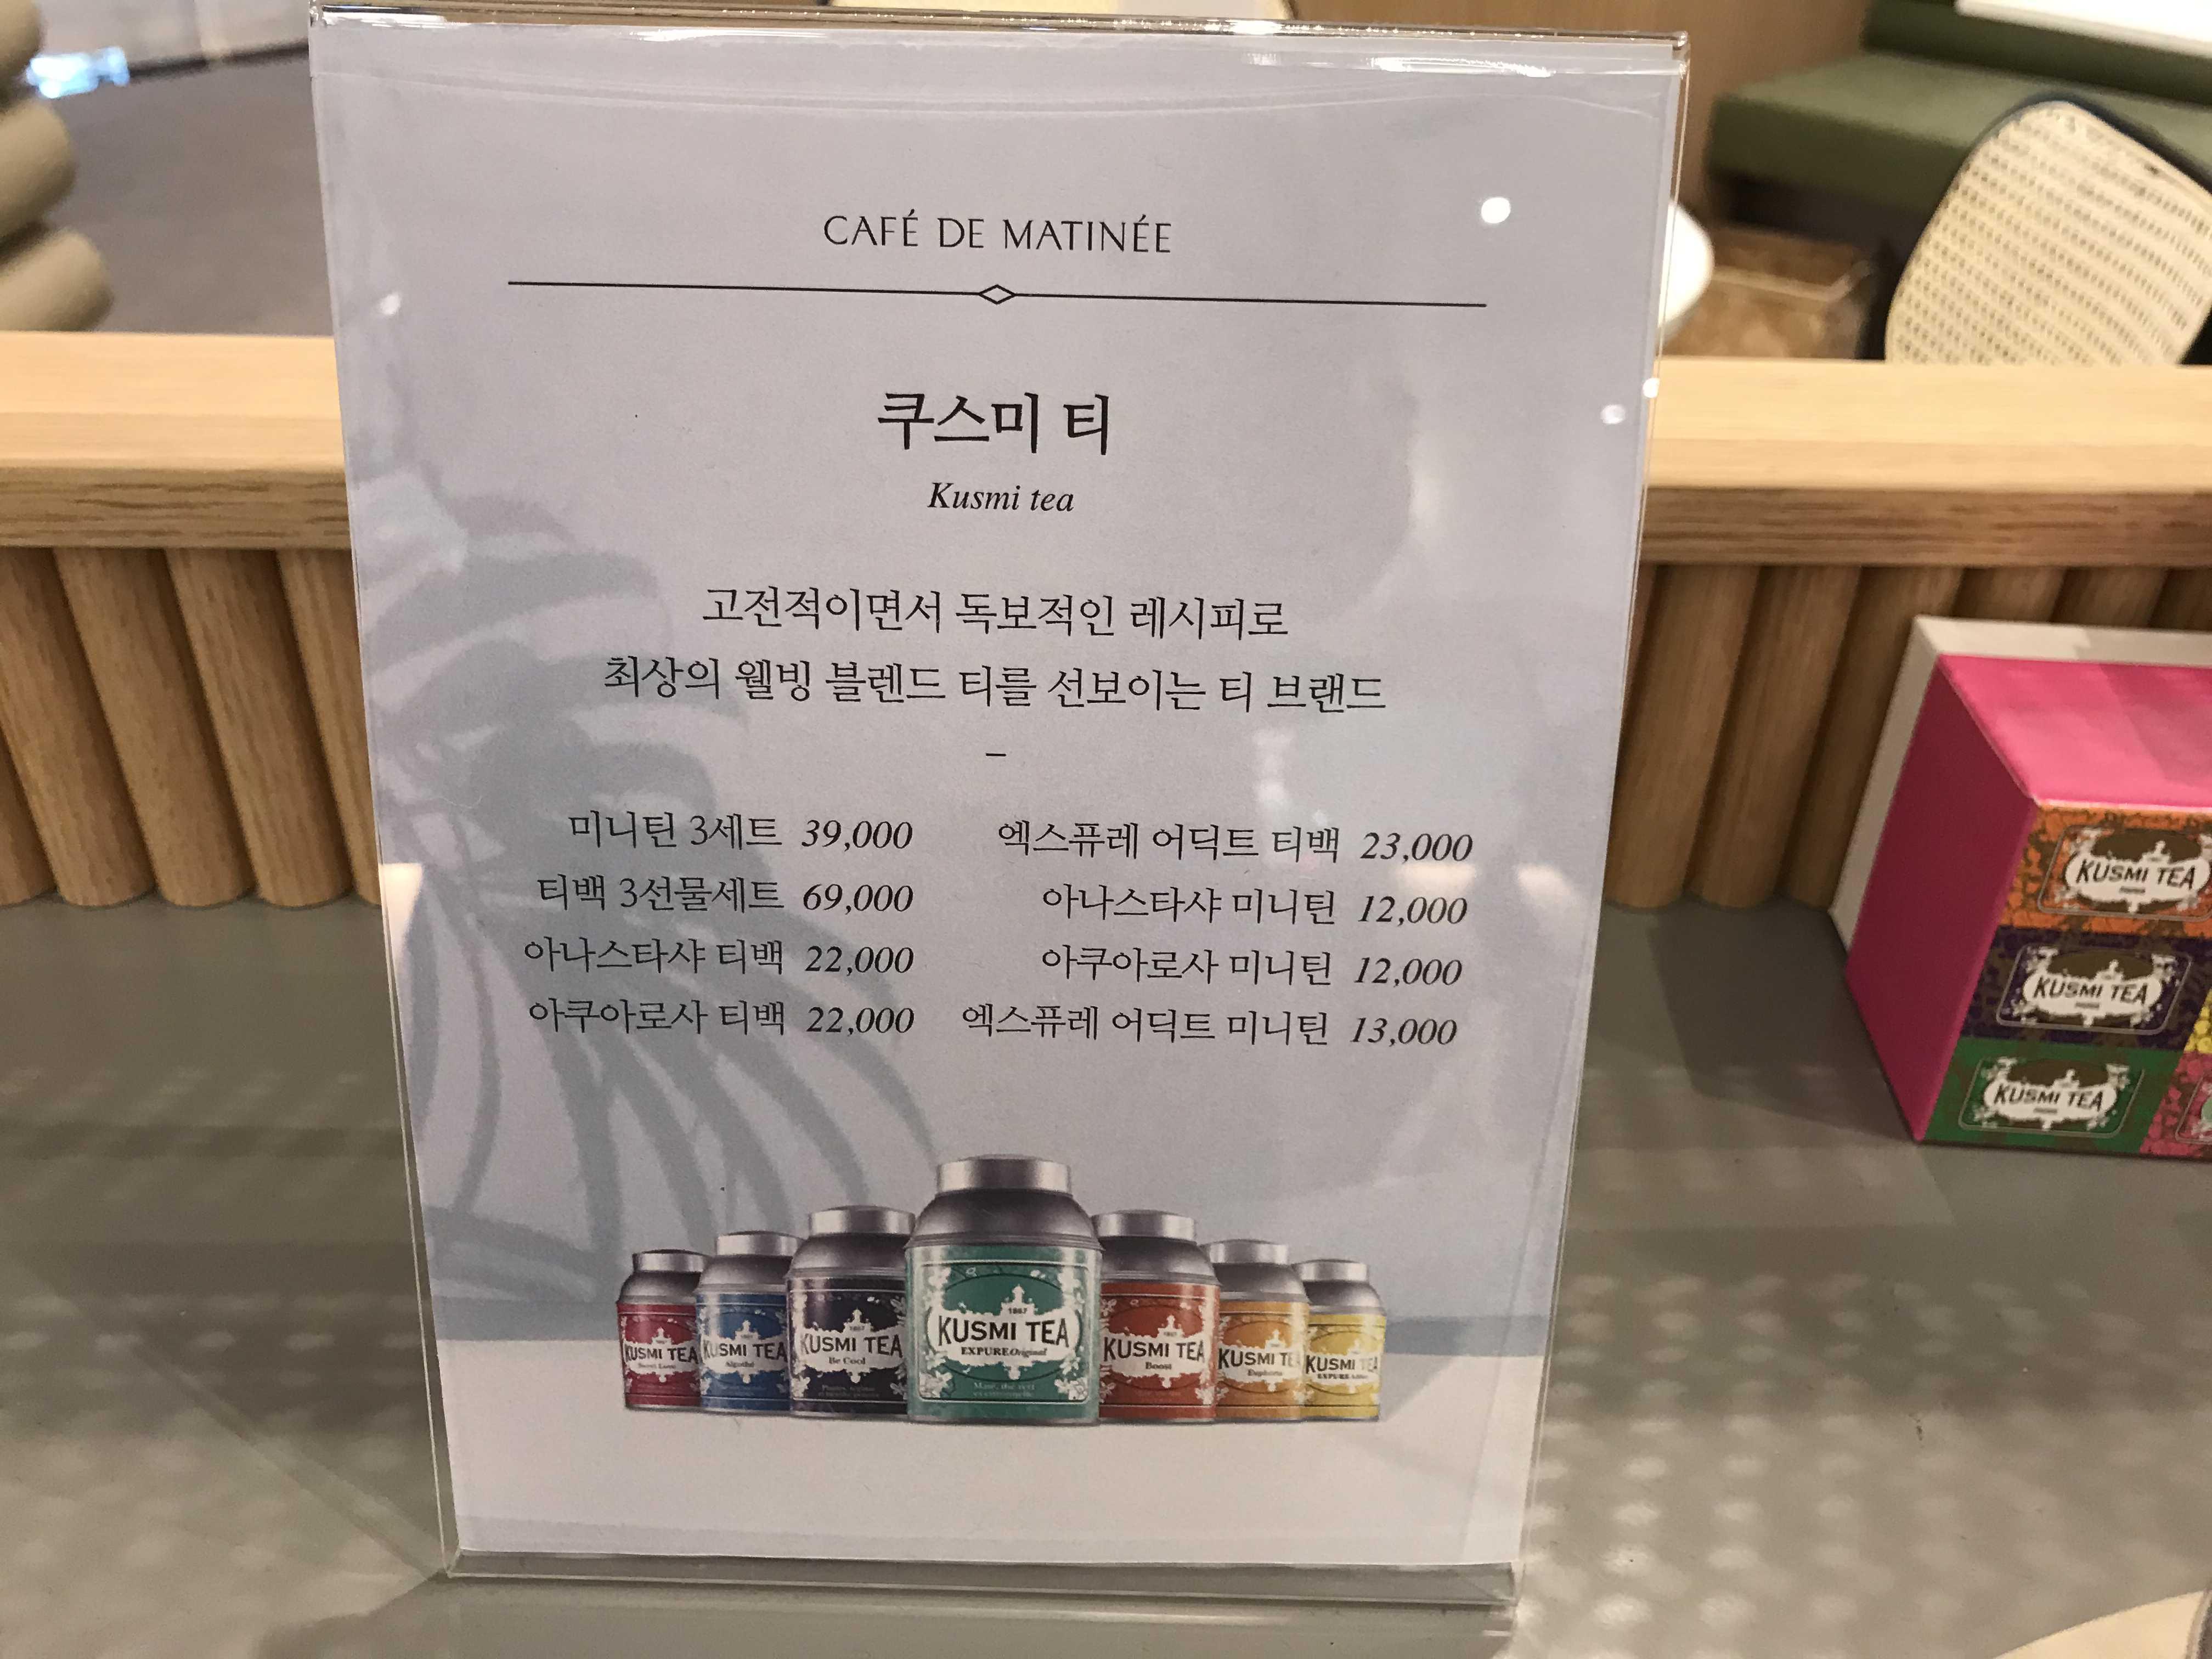 CAFÉ DE MATINÉE
쿠스미 티
Kusmi tea
고전적이면서 독보적인 레시피로
최상의 웰빙 블렌드 티를 선보이는 티 브랜드
–
미니틴 3세트 39,000
티백 3선물세트 69,000
아나스타샤 티백 22,000
아쿠아로사 티백 22,000
엑스퓨레 어딕트 티백 23,000
아나스타샤 미니틴 12,000
아쿠아로사 미니틴 12,000
엑스퓨레 어딕트 미니틴 13,000
KUSMI TEA
KUSMI TEA
KUSMI TEA
Be Cool
1867
KUSMI TEA
EXPURE Original
KUSMI TEA
Boost
KUSMI TE
KUSMI TEA
KUSMI TEA
KUSMI TEA
KUSMI TEA